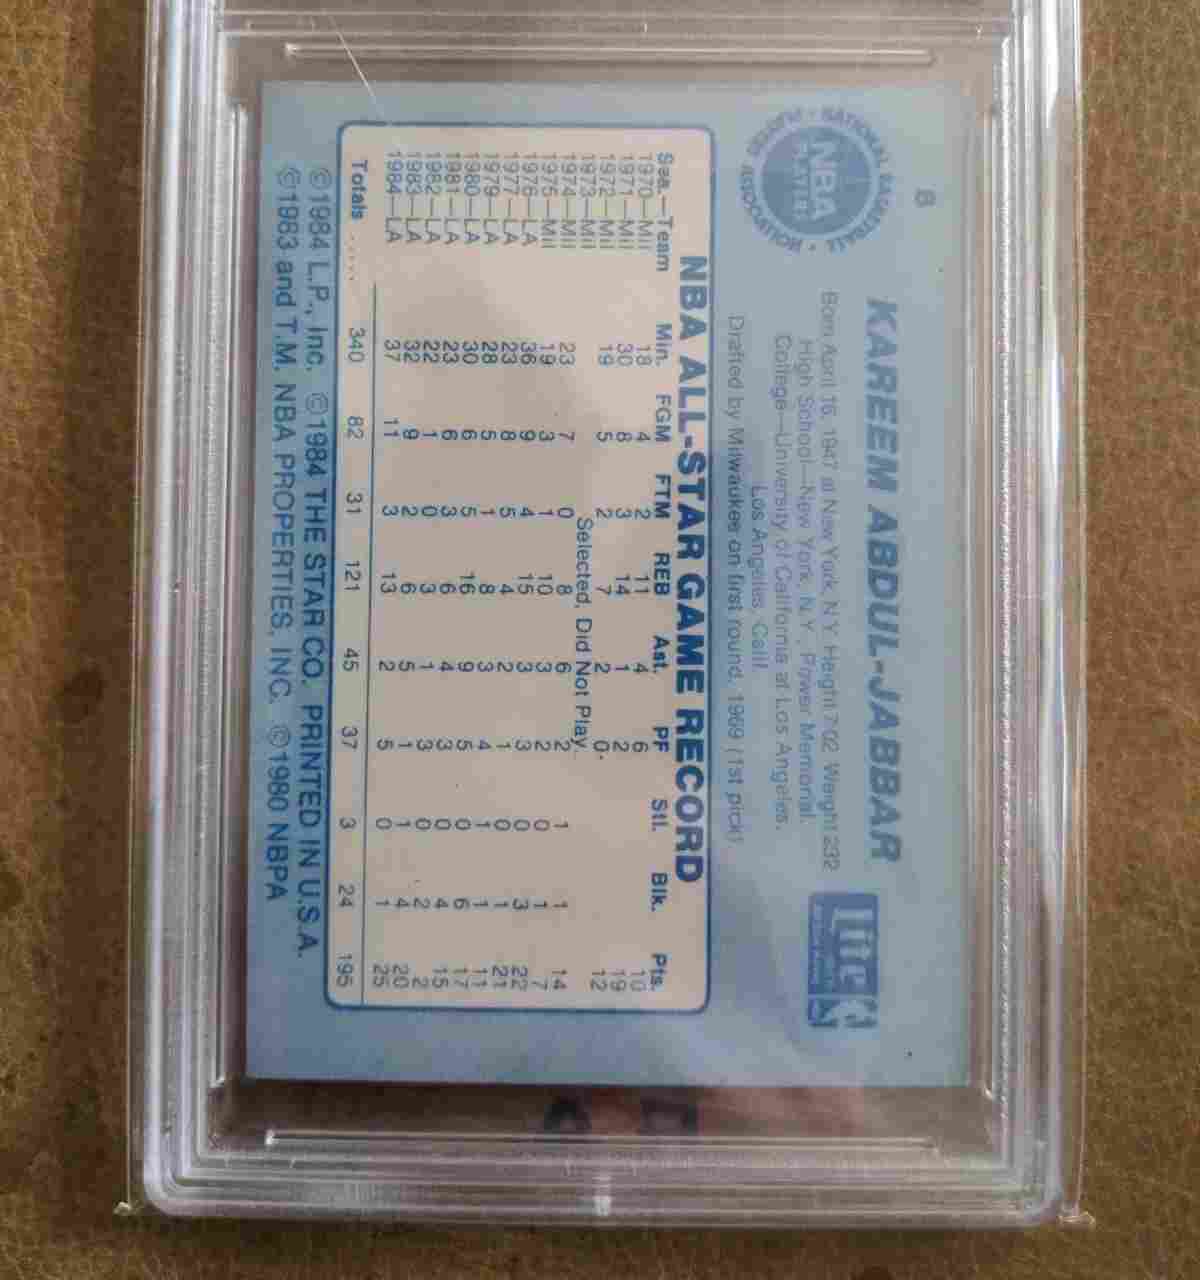 KAREEM ABDUL-JABBAR
NATIONAL BASKETBALL PLAYERS ASSOCIATION
NBA
PLAYERS
Lite
Born April 16, 1947 at New York, N.Y. Height 7'02 Weight 232
High School—New York, N.Y., Power Memorial.
College—University of California at Los Angeles,
Los Angeles, Calif.
Drafted by Milwaukee on first round, 1969 (1st pick)
NBA ALL-STAR GAME RECORD
Sea.—Team Min. FGM FTM REB Ast. PF Stl. Blk. Pts.
1970—Mil 18 4 2 11 4 6 10
1971—Mil 30 8 3 14 1 2 19
1972—Mil 19 5 2 7 2 0 12
1973—Mil Selected, Did Not Play
1974—Mil 23 7 0 8 6 2 1 1 14
1975—Mil 19 3 1 10 3 2 0 1 7
1976—LA 36 9 4 15 3 3 0 3 22
1977—LA 23 8 5 4 2 1 0 1 21
1979—LA 28 5 1 8 3 4 1 1 11
1980—LA 30 6 5 16 9 5 0 6 17
1981—LA 23 6 3 6 4 3 0 4 15
1982—LA 22 1 0 3 1 3 0 2 2
1983—LA 32 9 2 6 5 1 1 4 20
1984—LA 37 11 3 13 2 5 0 1 25
Totals ..... 340 82 31 121 45 37 3 24 195
©1984 L.P., Inc. ©1984 THE STAR CO. PRINTED IN U.S.A.
©1983 and T.M. NBA PROPERTIES, INC. ©1980 NBPA